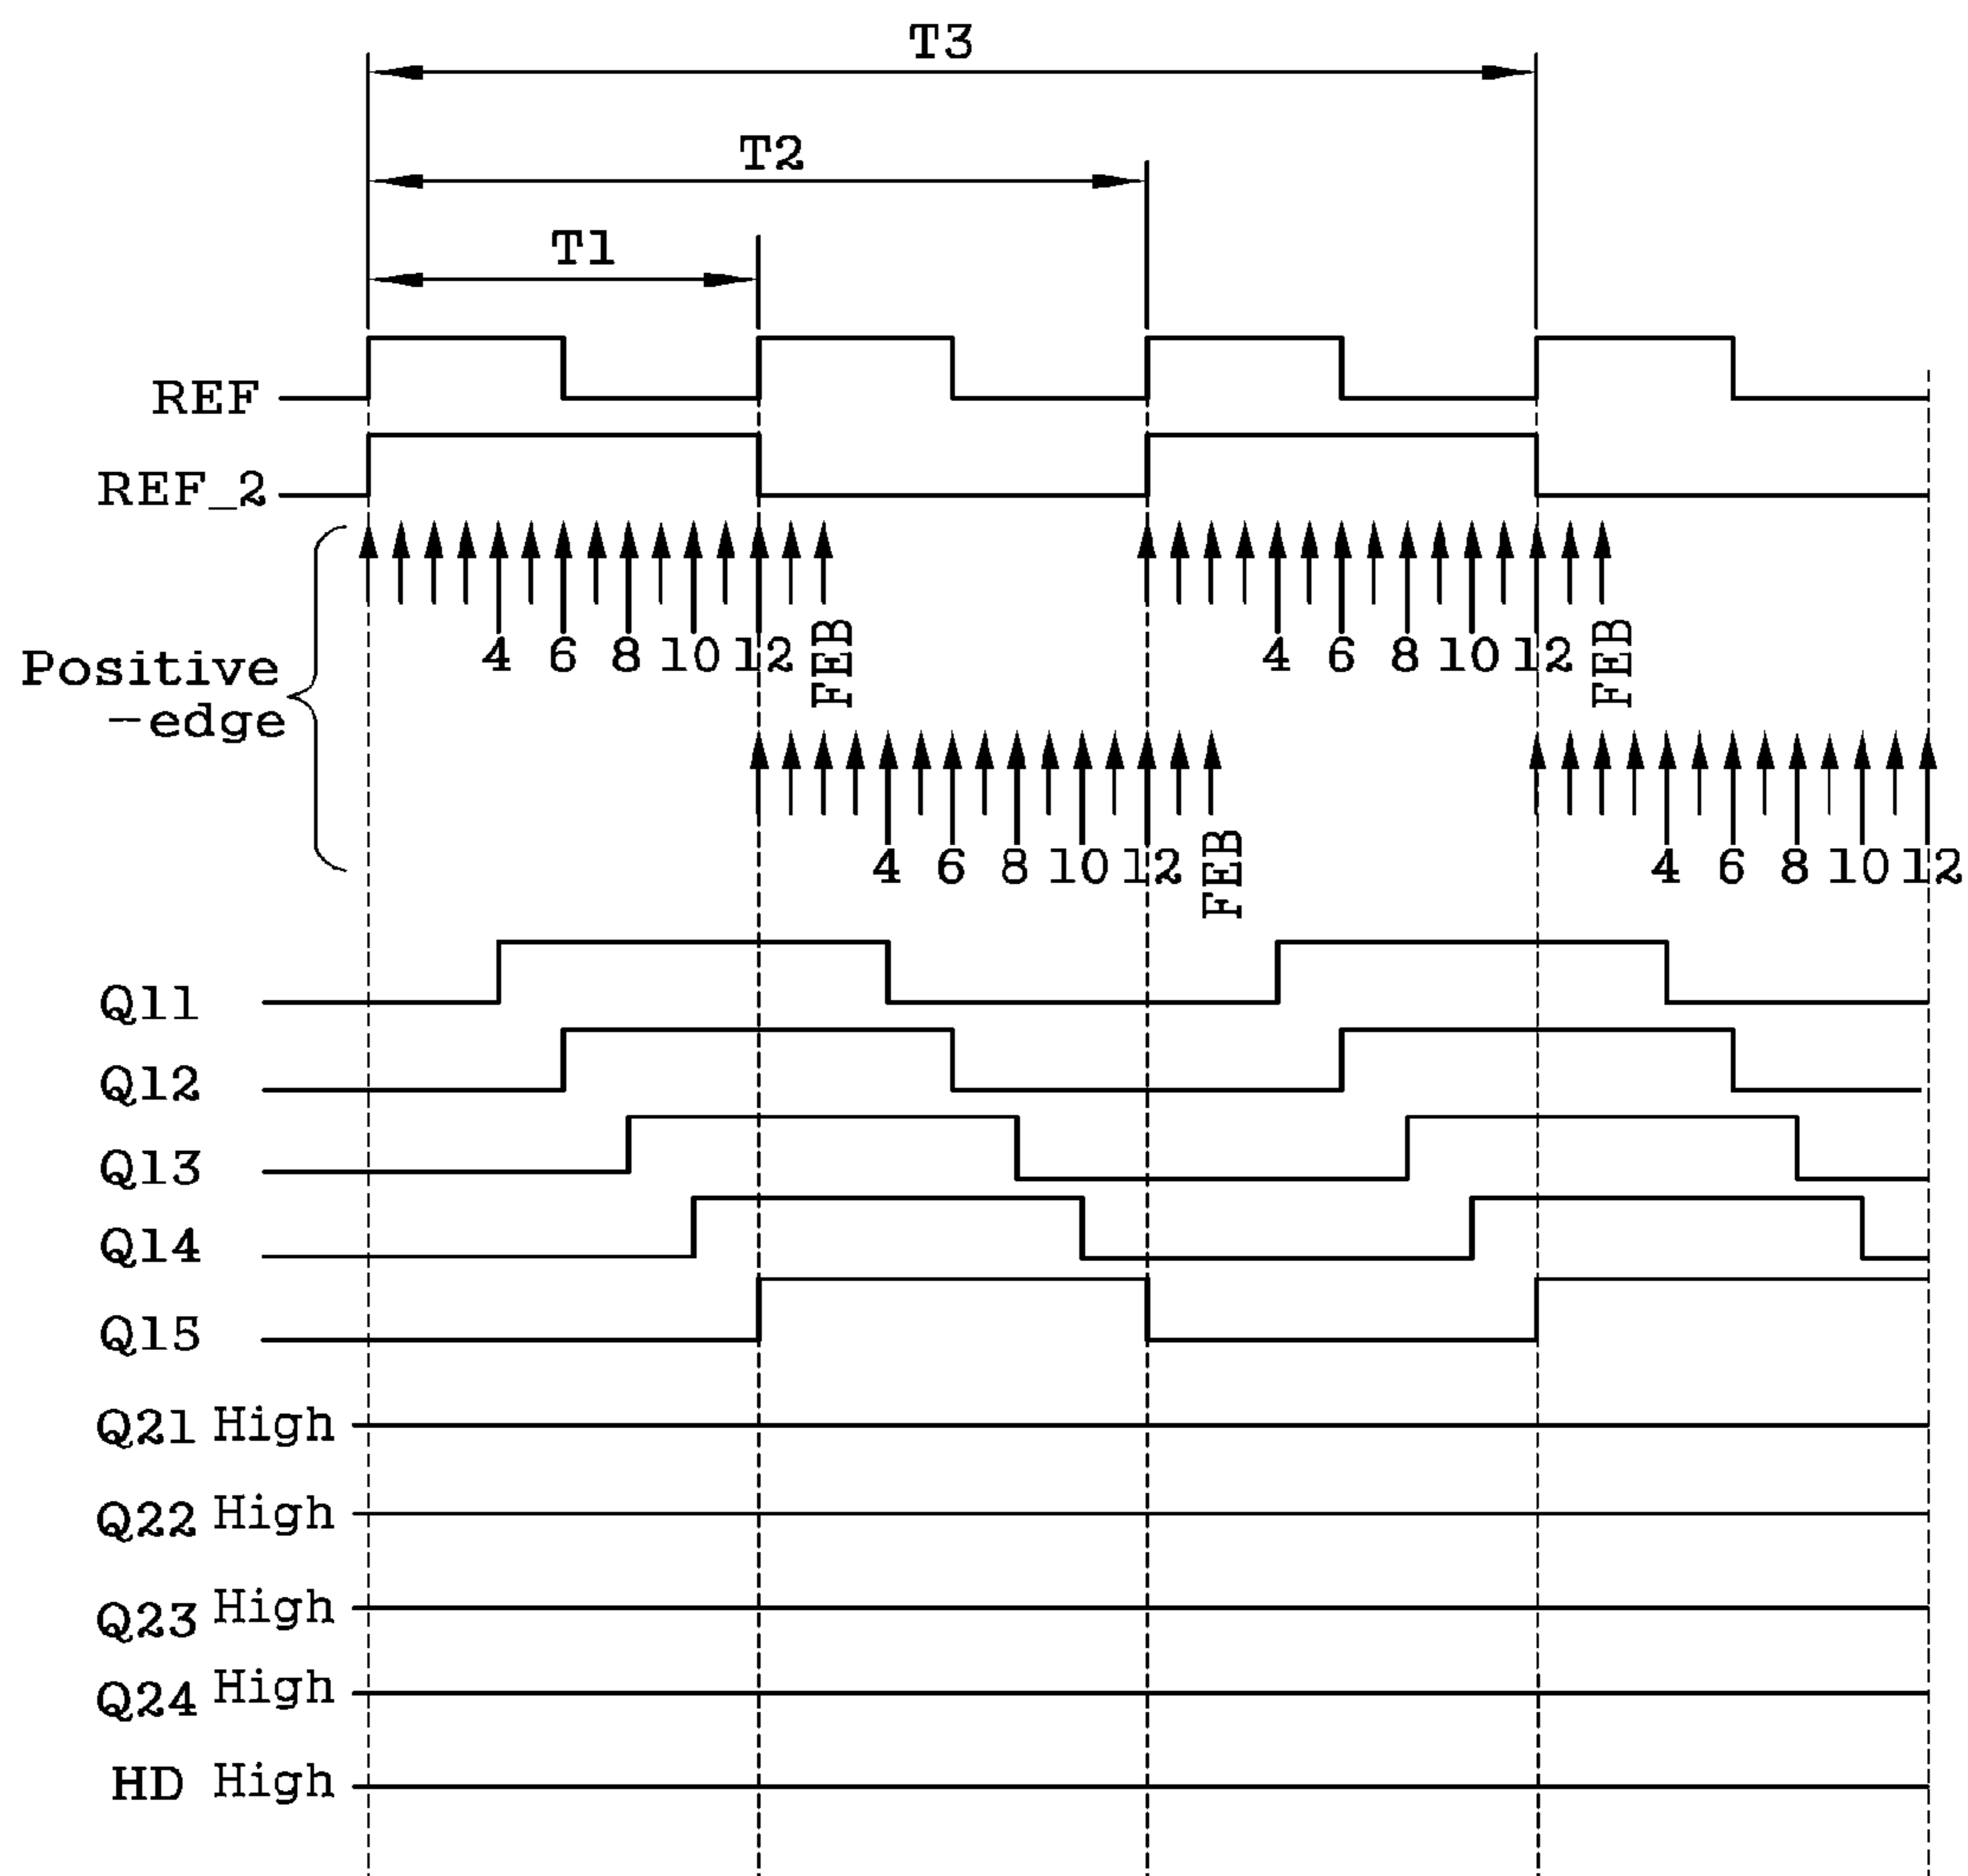 T3
T2
T1
REF
REF_2
4 6 8 10 12 FEB
4 6 8 10 12 FEB
Positive
-edge
4 6 8 10 12 FEB
4 6 8 10 12
Q11
Q12
Q13
Q14
Q15
Q21 High
Q22 High
Q23 High
Q24 High
HD High